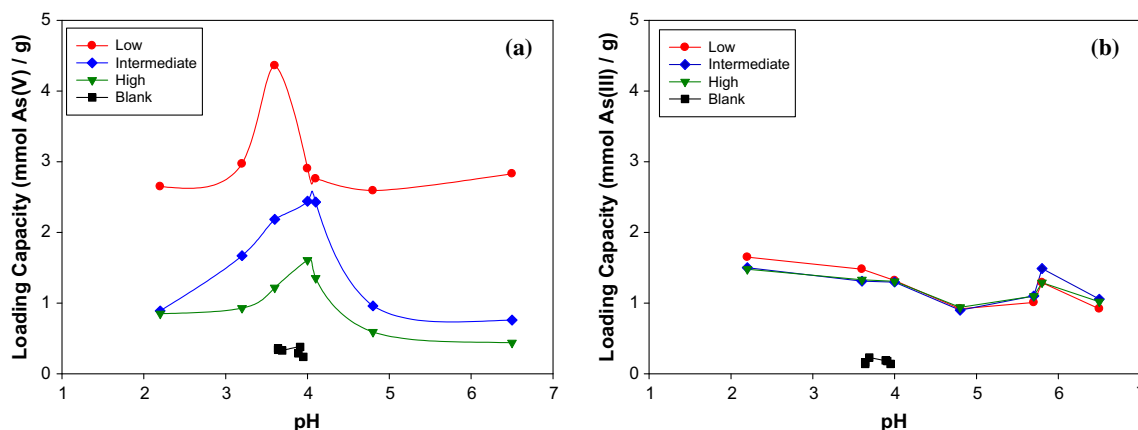 5
4
3
2
1
0
1
2
3
4
5
6
7
Loading Capacity (mmol As(V) / g)
pH
Low
Intermediate
High
Blank
(a)
5
4
3
2
1
0
1
2
3
4
5
6
7
Loading Capacity (mmol As(III) / g)
pH
Low
Intermediate
High
Blank
(b)